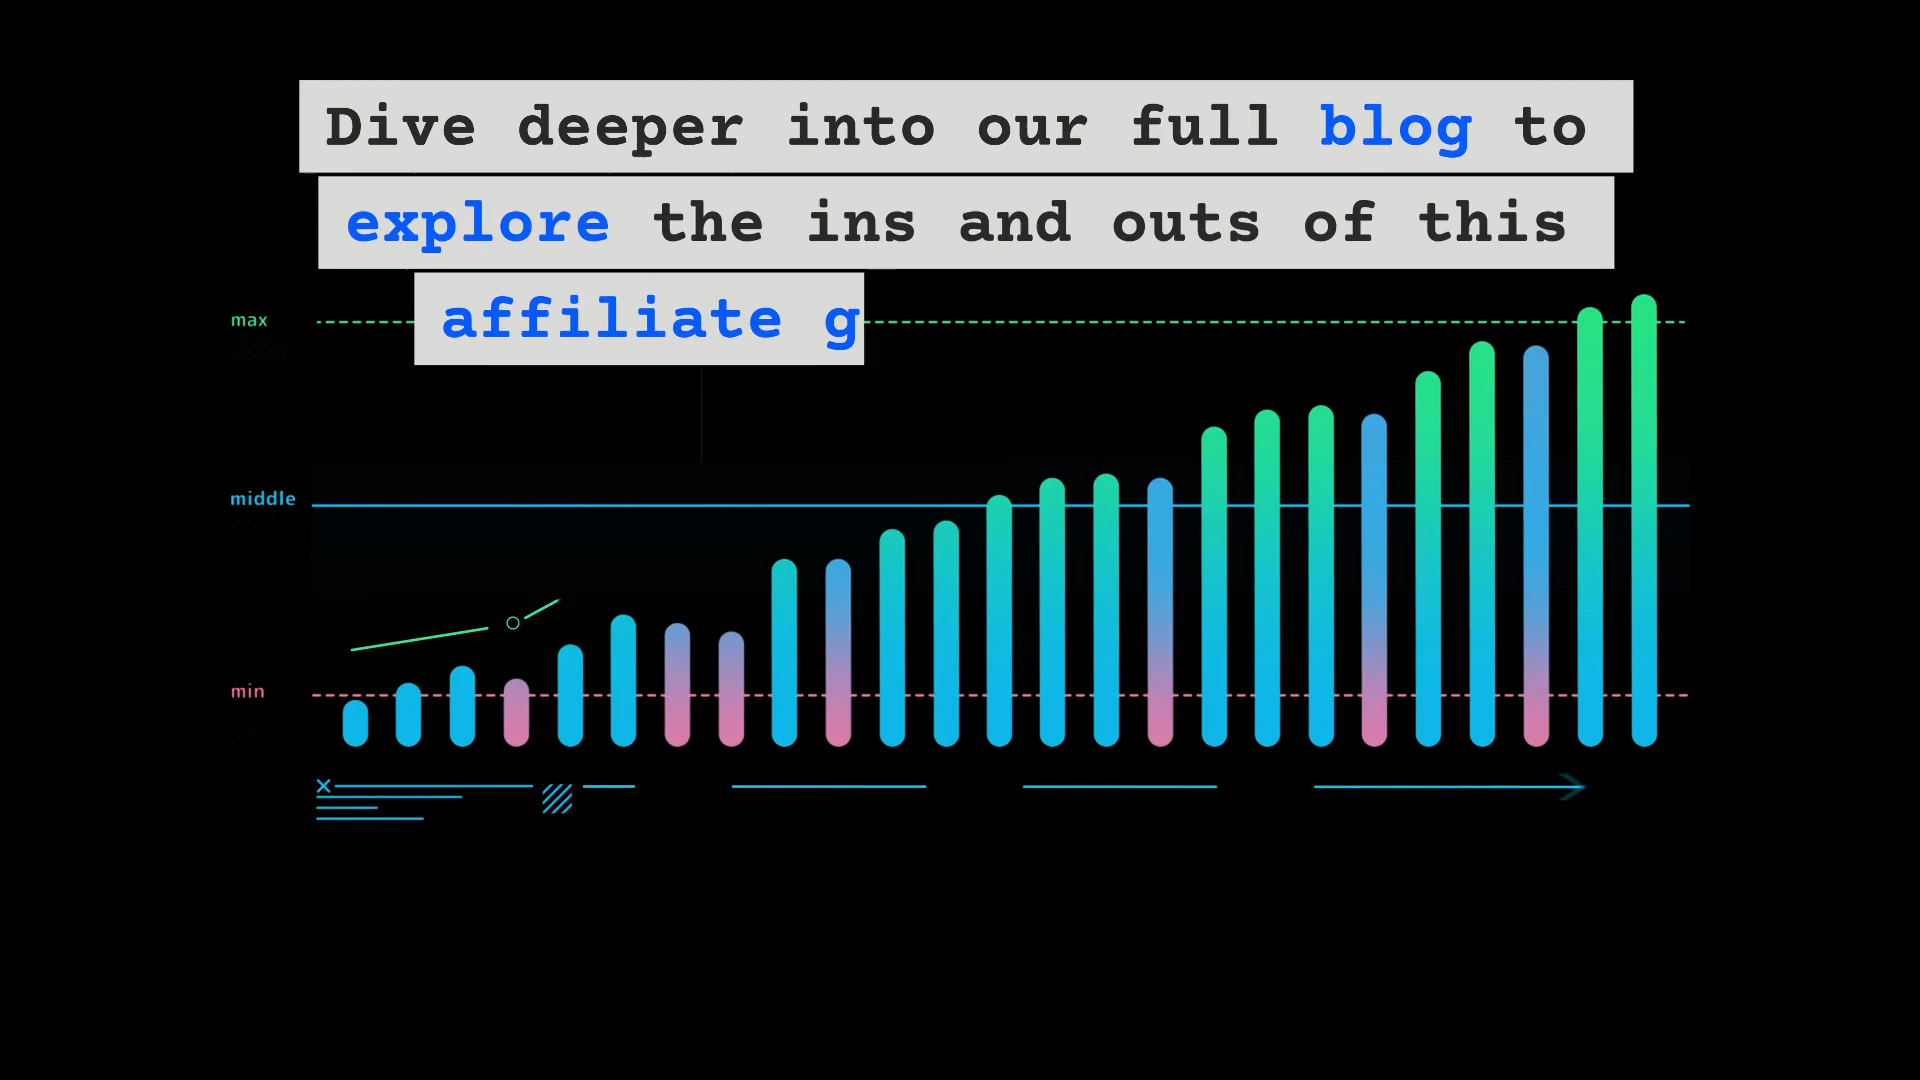 Dive deeper into our full blog to
explore the ins and outs of this
affiliate g
max
middle
min